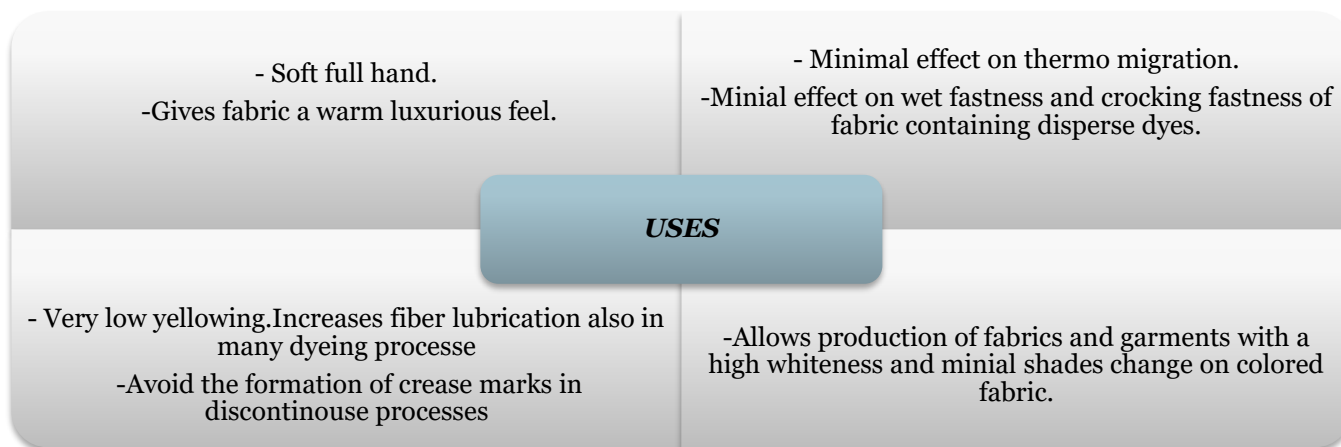 - Soft full hand.
-Gives fabric a warm luxurious feel.
- Minimal effect on thermo migration.
-Minial effect on wet fastness and crocking fastness of
fabric containing disperse dyes.
USES
- Very low yellowing.Increases fiber lubrication also in
many dyeing processe
-Avoid the formation of crease marks in
discontinouse processes
-Allows production of fabrics and garments with a
high whiteness and minial shades change on colored
fabric.